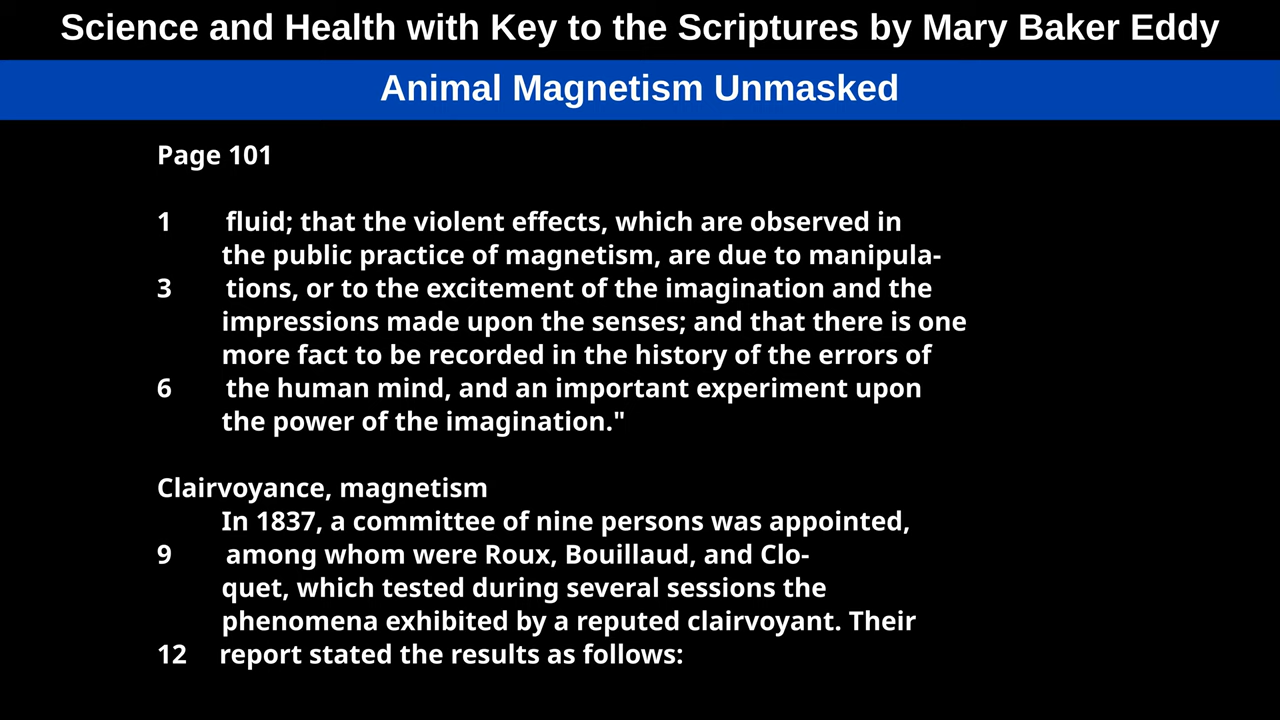 Science and Health with Key to the Scriptures by Mary Baker Eddy
Animal Magnetism Unmasked
Page 101
1 fluid; that the violent effects, which are observed in
the public practice of magnetism, are due to manipula-
3 tions, or to the excitement of the imagination and the
impressions made upon the senses; and that there is one
more fact to be recorded in the history of the errors of
6 the human mind, and an important experiment upon
the power of the imagination."
Clairvoyance, magnetism
In 1837, a committee of nine persons was appointed,
9 among whom were Roux, Bouillaud, and Clo-
quet, which tested during several sessions the
phenomena exhibited by a reputed clairvoyant. Their
12 report stated the results as follows: